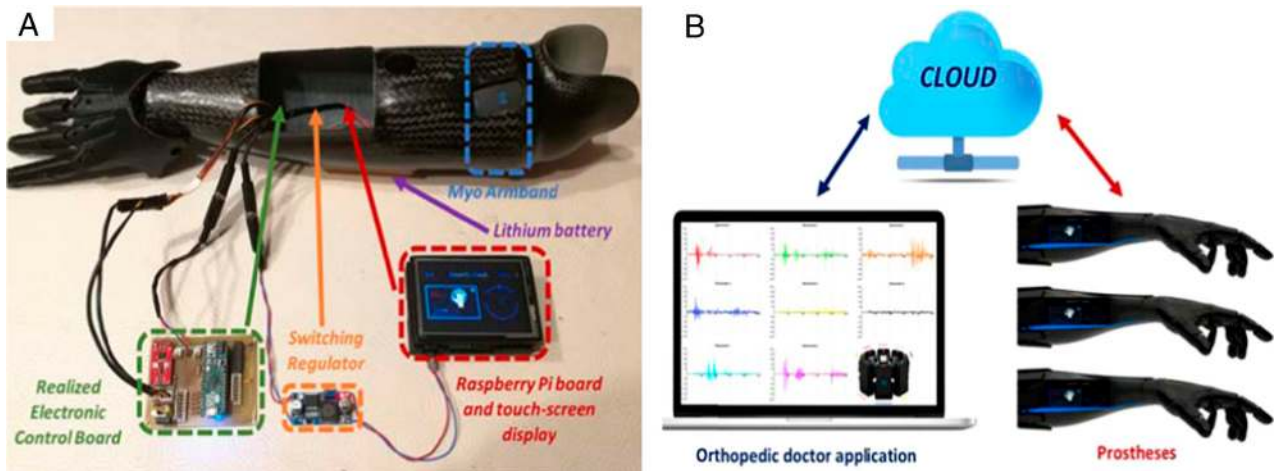 A
Myo Armband
Lithium battery
Switching
Regulator
Realized
Electronic
Control Board
Raspberry Pi board
and touch-screen
display
B
CLOUD
Orthopedic doctor application
Prostheses